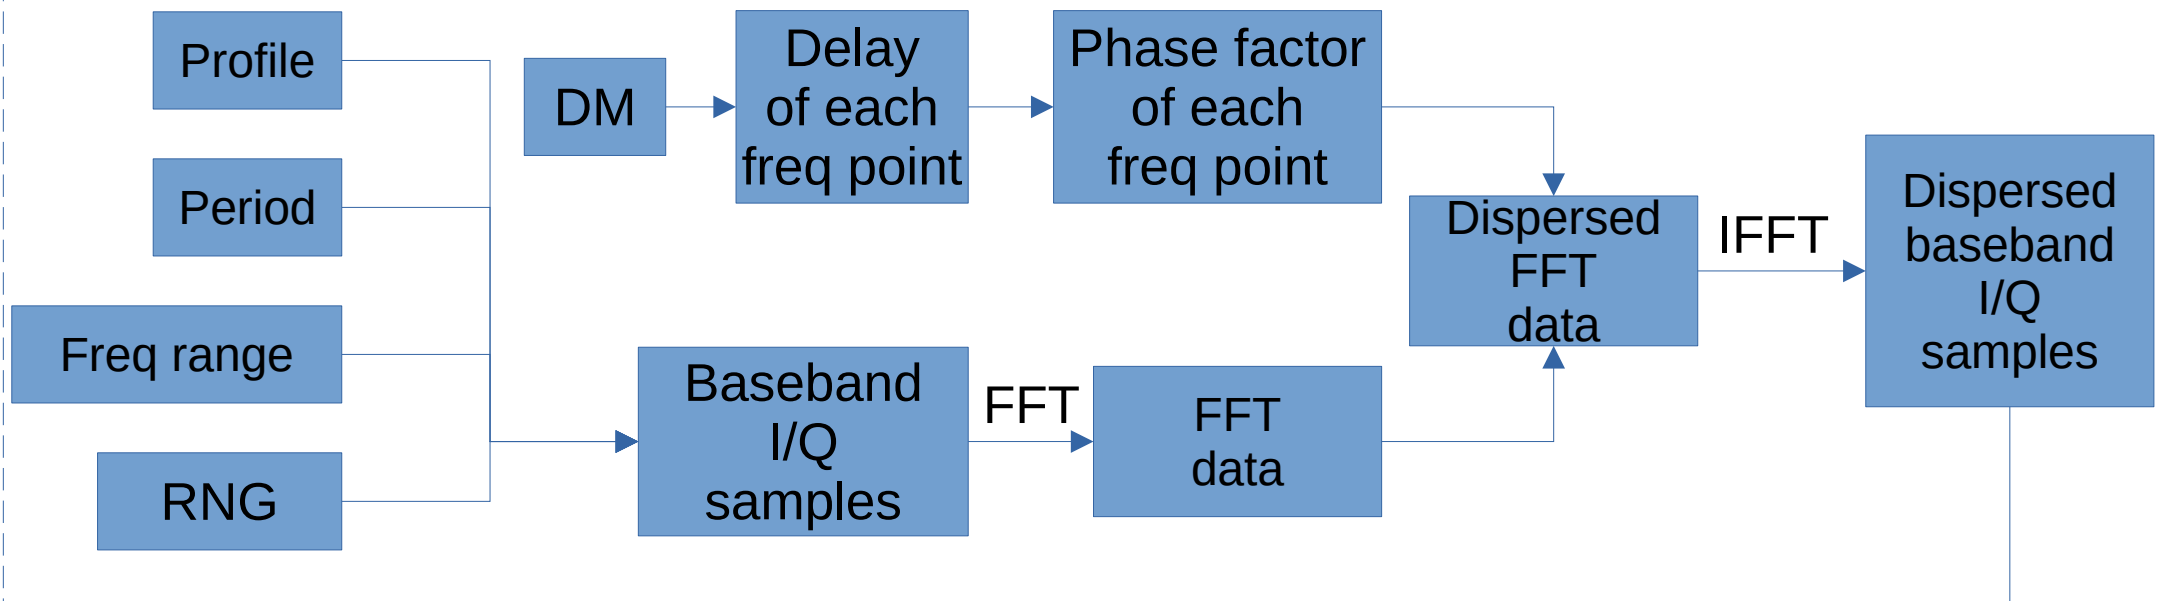 Profile
Period
Freq range
RNG
DM
Delay
of each
freq point
Phase factor
of each
freq point
Baseband
I/Q
samples
FFT
FFT
data
Dispersed
FFT
data
IFFT
Dispersed
baseband
I/Q
samples